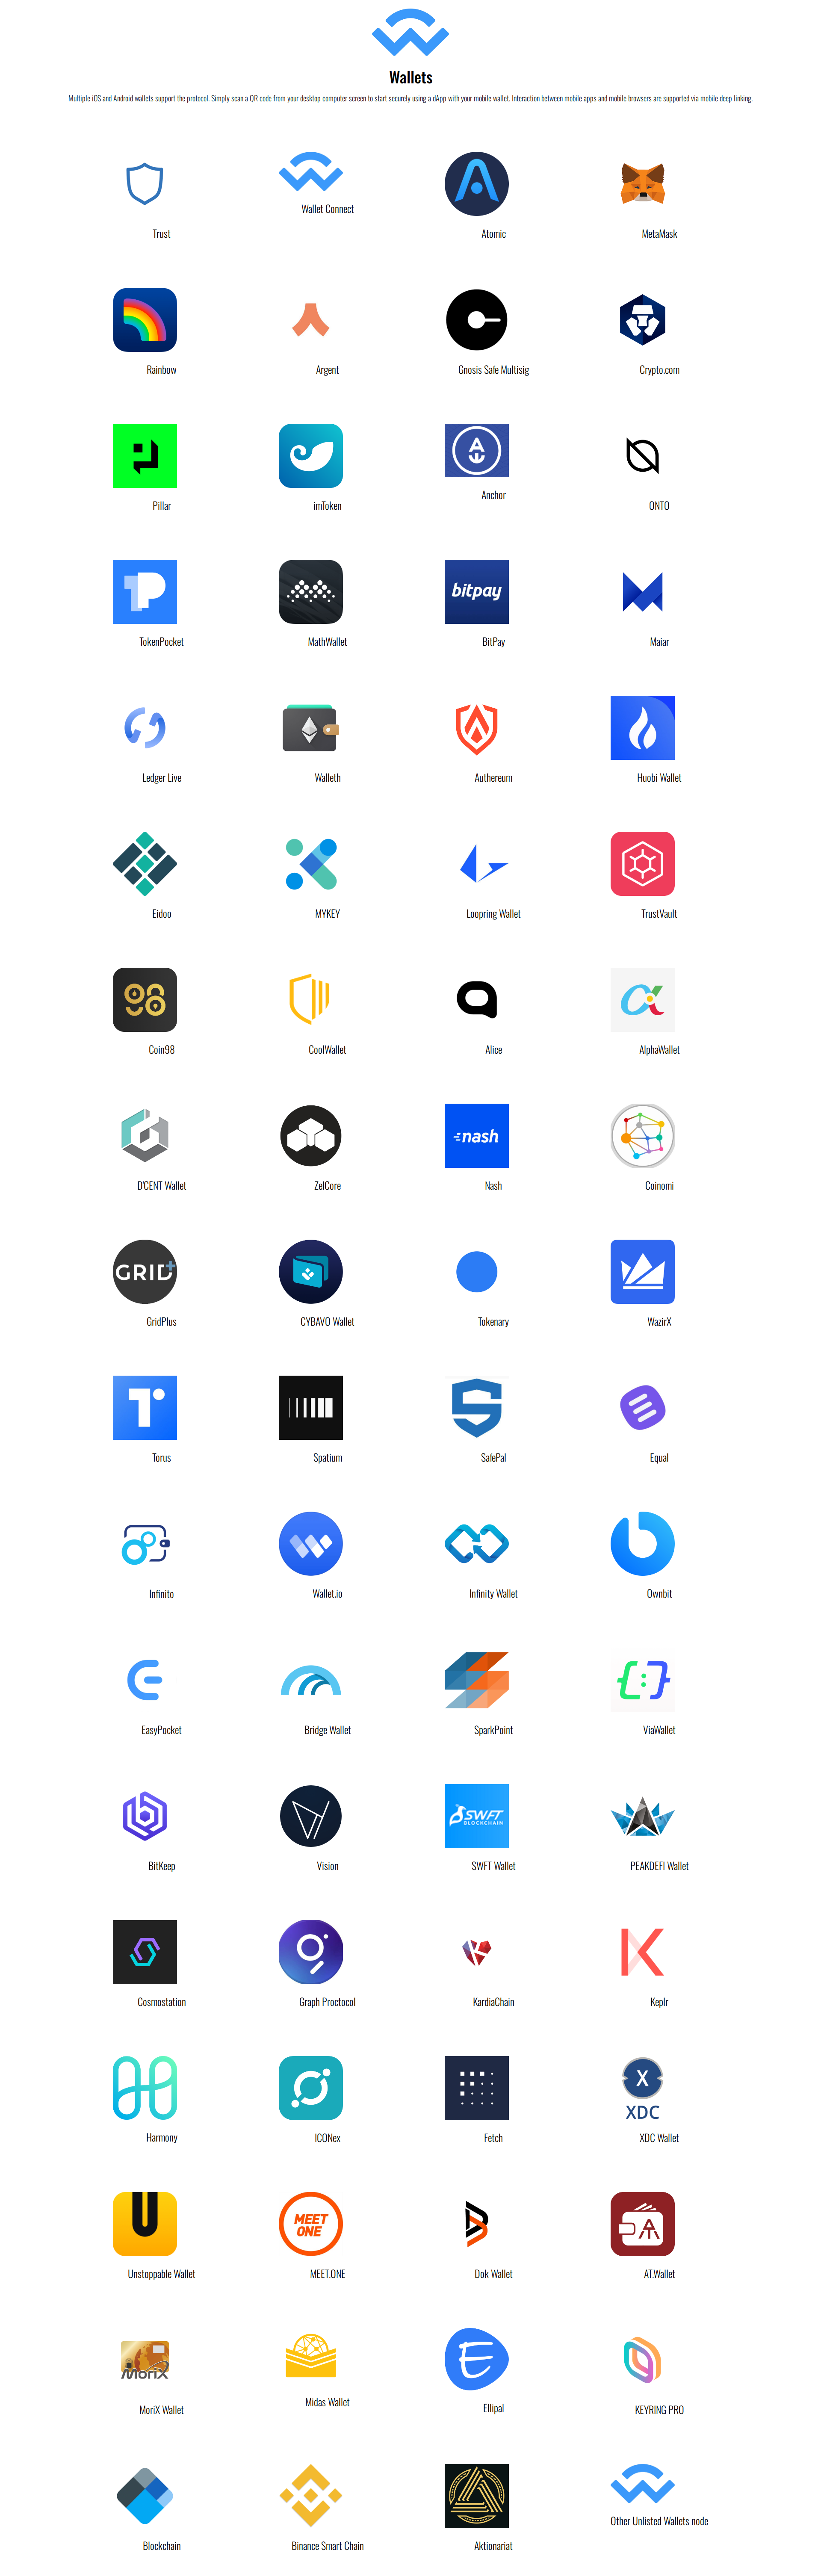 Wallets
Multiple iOS and Android wallets support the protocol. Simply scan a QR code from your desktop computer screen to start securely using a dApp with your mobile wallet. Interaction between mobile apps and mobile browsers are supported via mobile deep linking.
Trust
Wallet Connect
Atomic
MetaMask
Rainbow
Argent
Gnosis Safe Multisig
Crypto.com
Pillar
imToken
Anchor
ONTO
bitpay
TokenPocket
MathWallet
BitPay
Maiar
Ledger Live
Walleth
Authereum
Huobi Wallet
Eidoo
MYKEY
Loopring Wallet
TrustVault
Coin98
CoolWallet
Alice
AlphaWallet
nash
D'CENT Wallet
ZelCore
Nash
Coinomi
GRID+
GridPlus
CYBAVO Wallet
Tokenary
WazirX
Torus
Spatium
SafePal
Equal
Infinito
Wallet.io
Infinity Wallet
Ownbit
EasyPocket
Bridge Wallet
SparkPoint
ViaWallet
SWFT
BLOCKCHAIN
BitKeep
Vision
SWFT Wallet
PEAKDEFI Wallet
Cosmostation
Graph Proctocol
KardiaChain
Keplr
X
XDC
Harmony
ICONex
Fetch
XDC Wallet
U
MEET
ONE
Unstoppable Wallet
MEET.ONE
Dok Wallet
AT.Wallet
MoriX
E
MoriX Wallet
Midas Wallet
Ellipal
KEYRING PRO
Blockchain
Binance Smart Chain
Aktionariat
Other Unlisted Wallets node